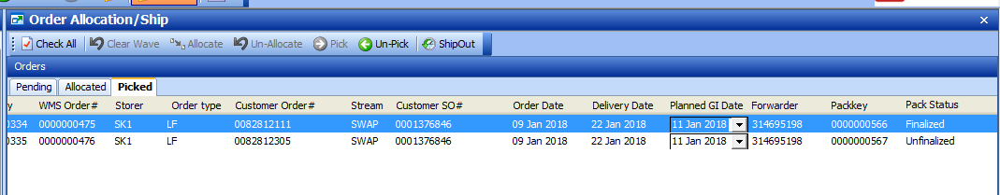 Order Allocation/Ship
Check All Clear Wave Allocate Un-Allocate Pick Un-Pick ShipOut
Orders
Pending Allocated Picked
y WMS Order# Storer Order type Customer Order# Stream Customer SO# Order Date Delivery Date Planned GI Date Forwarder Packkey Pack Status
0334 0000000475 SK1 LF 0082812111 SWAP 0001376846 09 Jan 2018 22 Jan 2018 11 Jan 2018 314695198 0000000566 Finalized
0335 0000000476 SK1 LF 0082812305 SWAP 0001376846 09 Jan 2018 22 Jan 2018 11 Jan 2018 314695198 0000000567 Unfinalized